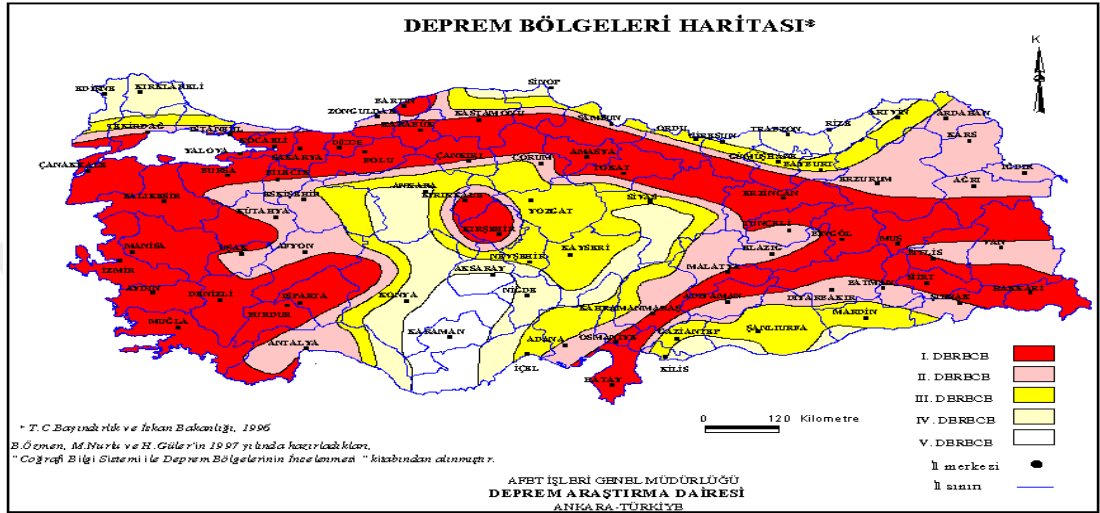 DEPREM BÖLGELERİ HARİTASI*
K
SİNOP
EDİRNE
KIRKLARELİ
BARTIN
ZONGULDAK
KASTAMONU
SAMSUN
ARTVİN
ARDAHAN
TEKİRDAĞ
İSTANBUL
KARABÜK
ORDU
GİRESUN
TRABZON
RİZE
KARS
KOCAELİ
DÜZCE
YALOVA
SAKARYA
BOLU
ÇANKIRI
ÇORUM
AMASYA
TOKAT
GÜMÜŞHANE
BAYBURT
IĞDIR
ÇANAKKALE
BURSA
BİLECİK
ERZURUM
AĞRI
BALIKESİR
ESKİŞEHİR
ANKARA
KIRIKKALE
YOZGAT
SİVAS
ERZİNCAN
KÜTAHYA
TUNCELİ
BİNGÖL
MUŞ
MANİSA
UŞAK
AFYON
KIRŞEHİR
KAYSERİ
ELAZIĞ
BİTLİS
VAN
İZMİR
NEVŞEHİR
AKSARAY
MALATYA
AYDIN
DENİZLİ
ISPARTA
KONYA
NİĞDE
ADIYAMAN
DİYARBAKIR
BATMAN
SİİRT
ŞIRNAK
HAKKARİ
BURDUR
KAHRAMANMARAŞ
MARDİN
MUĞLA
KARAMAN
ANTALYA
ADANA
OSMANİYE
GAZİANTEP
ŞANLIURFA
İÇEL
KİLİS
HATAY
I. DERECE
II. DERECE
III. DERECE
IV. DERECE
V. DERECE
İl merkesi
İl sınırı
0 120 Kilometre
* T.C Bayındırlık ve İskan Bakanlığı, 1996
B.Özmen, M.Nurlu ve H.Güler'in 1997 yılında hazırladıkları,
" Coğrafi Bilgi Sistemi ile Deprem Bölgelerinin İncelenmesi " kitabından alınmıştır.
AFET İŞLERİ GENEL MÜDÜRLÜĞÜ
DEPREM ARAŞTIRMA DAİRESİ
ANKARA-TÜRKİYE